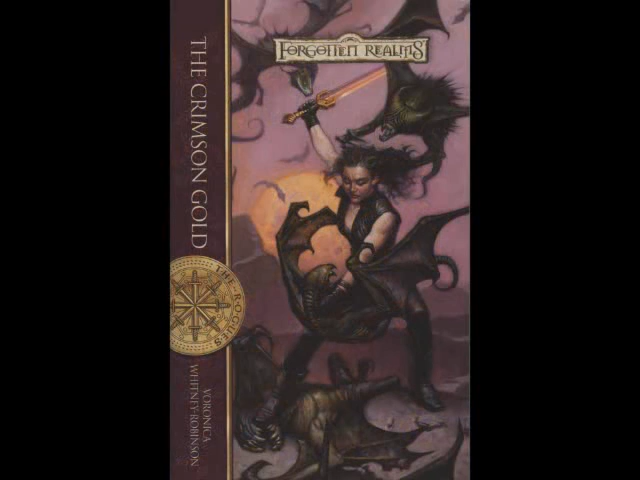 FORGOTTEN REALMS
THE CRIMSON GOLD
THE · ROGUES
VORONICA
WHITNEY-ROBINSON